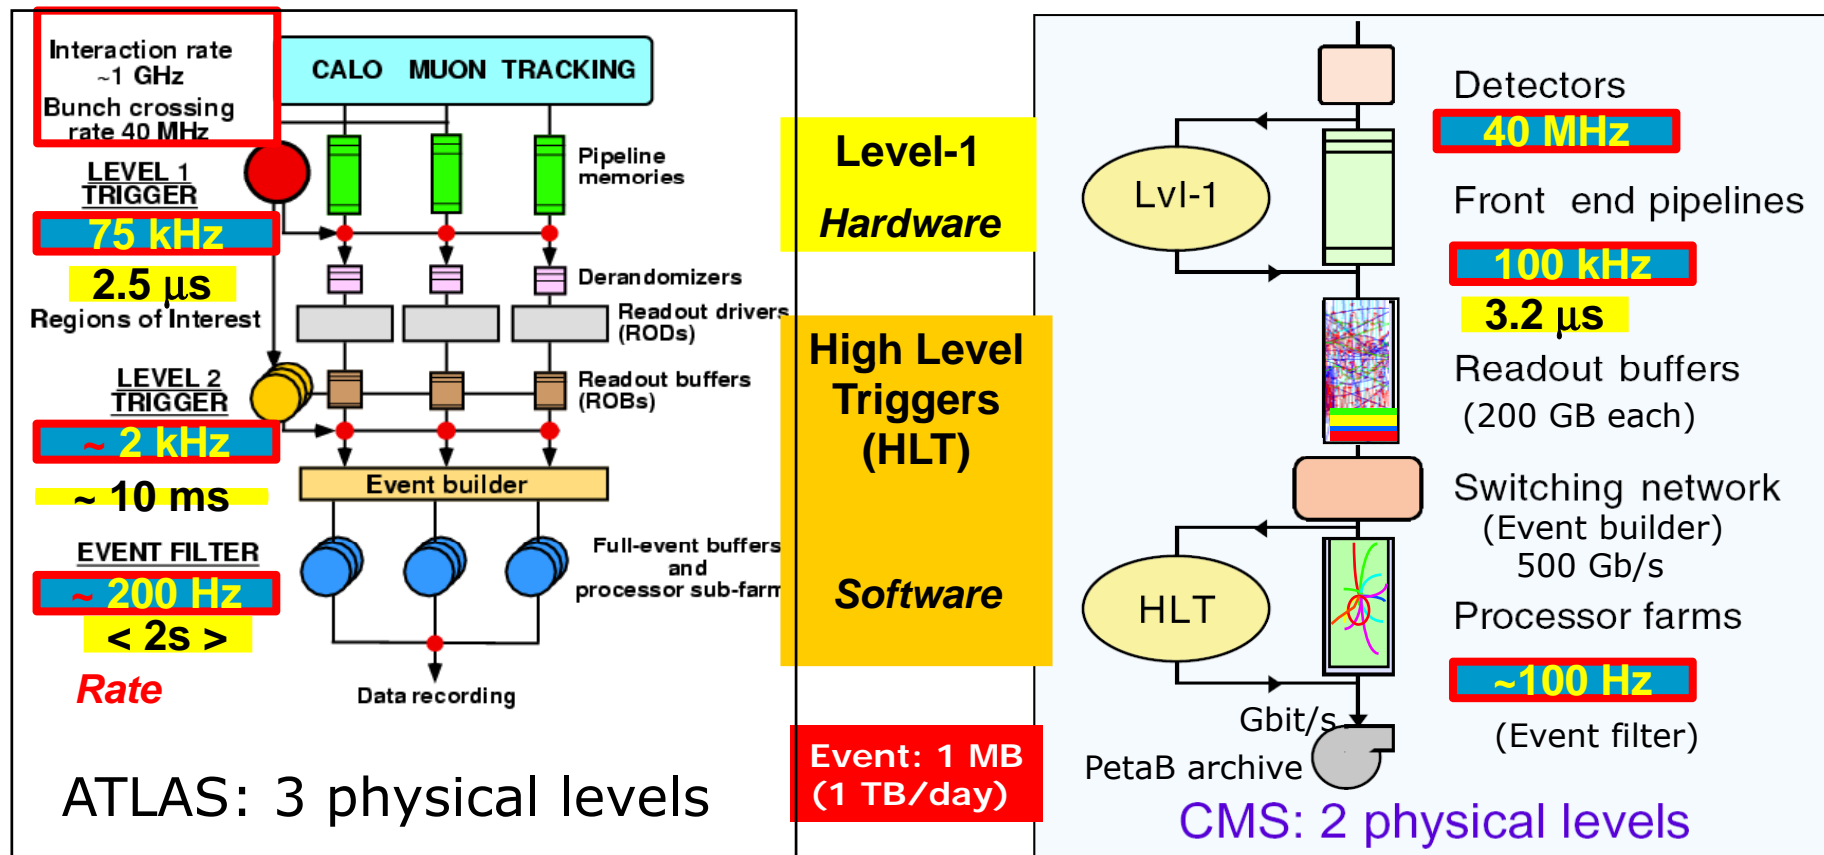 Interaction rate
~1 GHz
Bunch crossing
rate 40 MHz
CALO MUON TRACKING
LEVEL 1
TRIGGER
75 kHz
2.5 μs
Regions of Interest
LEVEL 2
TRIGGER
~ 2 kHz
~ 10 ms
EVENT FILTER
~ 200 Hz
< 2s >
Rate
Pipeline
memories
Derandomizers
Readout drivers
(RODs)
Readout buffers
(ROBs)
Event builder
Full-event buffers
and
processor sub-farm
Data recording
ATLAS: 3 physical levels
Level-1
Hardware
High Level
Triggers
(HLT)
Software
Event: 1 MB
(1 TB/day)
Lvl-1
HLT
Detectors
40 MHz
Front end pipelines
100 kHz
3.2 μs
Readout buffers
(200 GB each)
Switching network
(Event builder)
500 Gb/s
Processor farms
~100 Hz
(Event filter)
Gbit/s
PetaB archive
CMS: 2 physical levels